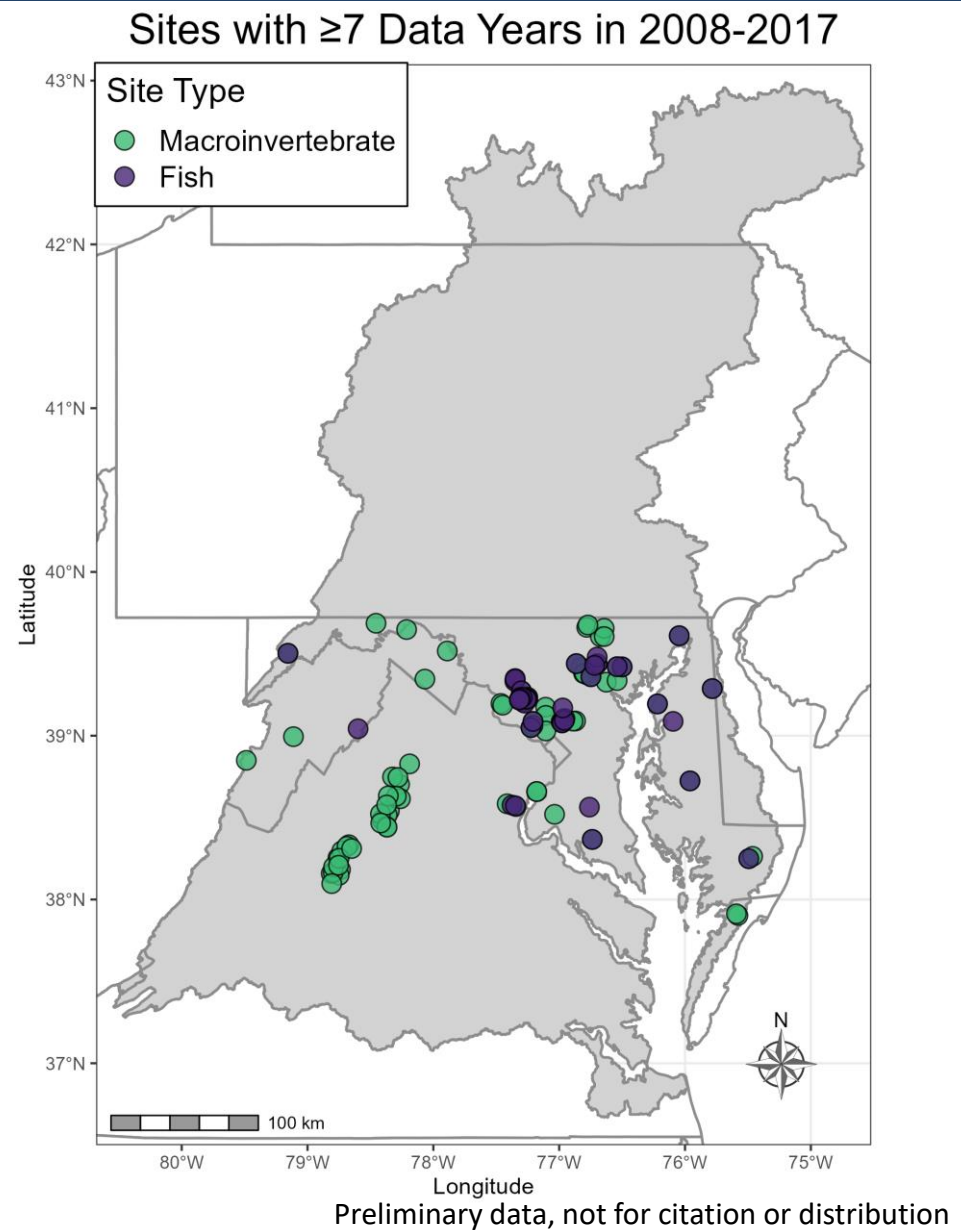 Sites with ≥7 Data Years in 2008-2017
Site Type
Macroinvertebrate
Fish
43°N
42°N
41°N
40°N
39°N
38°N
37°N
Latitude
N
100 km
80°W 79°W 78°W 77°W 76°W 75°W
Longitude
Preliminary data, not for citation or distribution